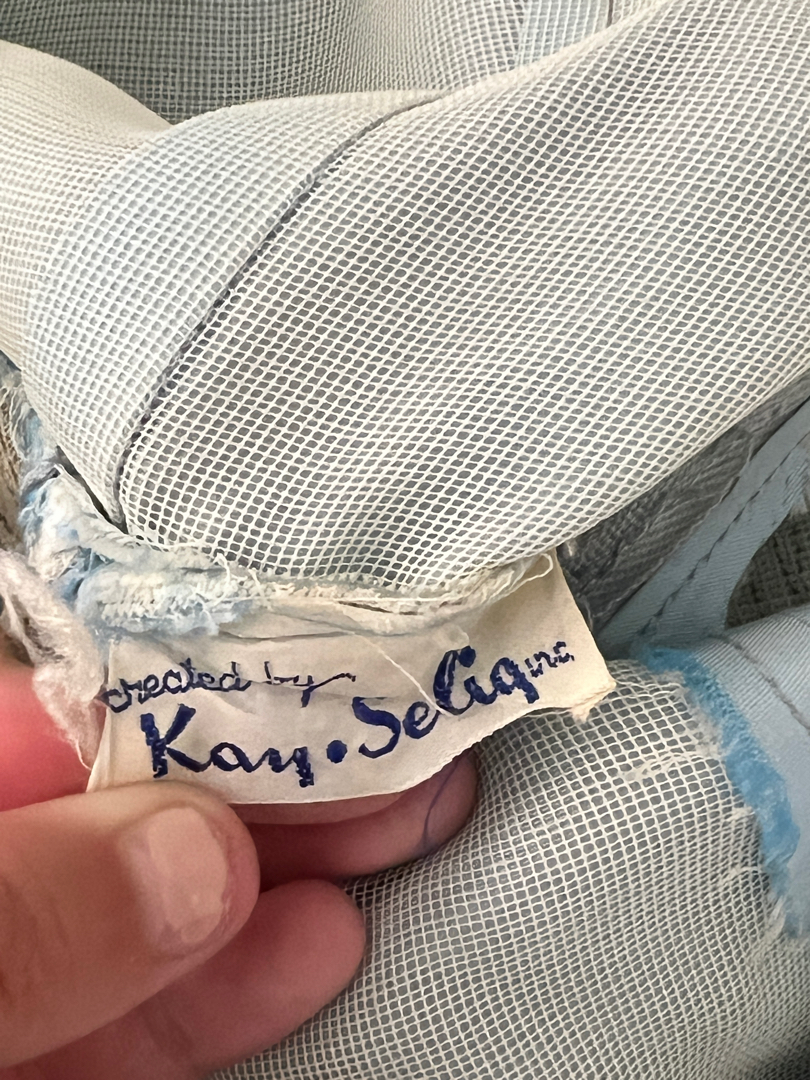 created by
Kay • Selig inc.